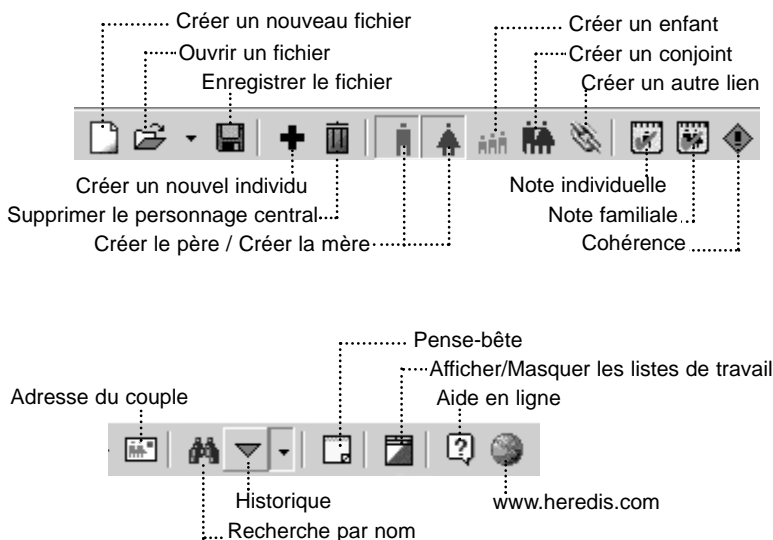 Créer un nouveau fichier
Créer un enfant
Ouvrir un fichier
Créer un conjoint
Enregistrer le fichier
Créer un autre lien
Créer un nouvel individu
Note individuelle
Supprimer le personnage central
Note familiale
Créer le père / Créer la mère
Cohérence
Pense-bête
Afficher/Masquer les listes de travail
Adresse du couple
Aide en ligne
Historique
www.heredis.com
Recherche par nom